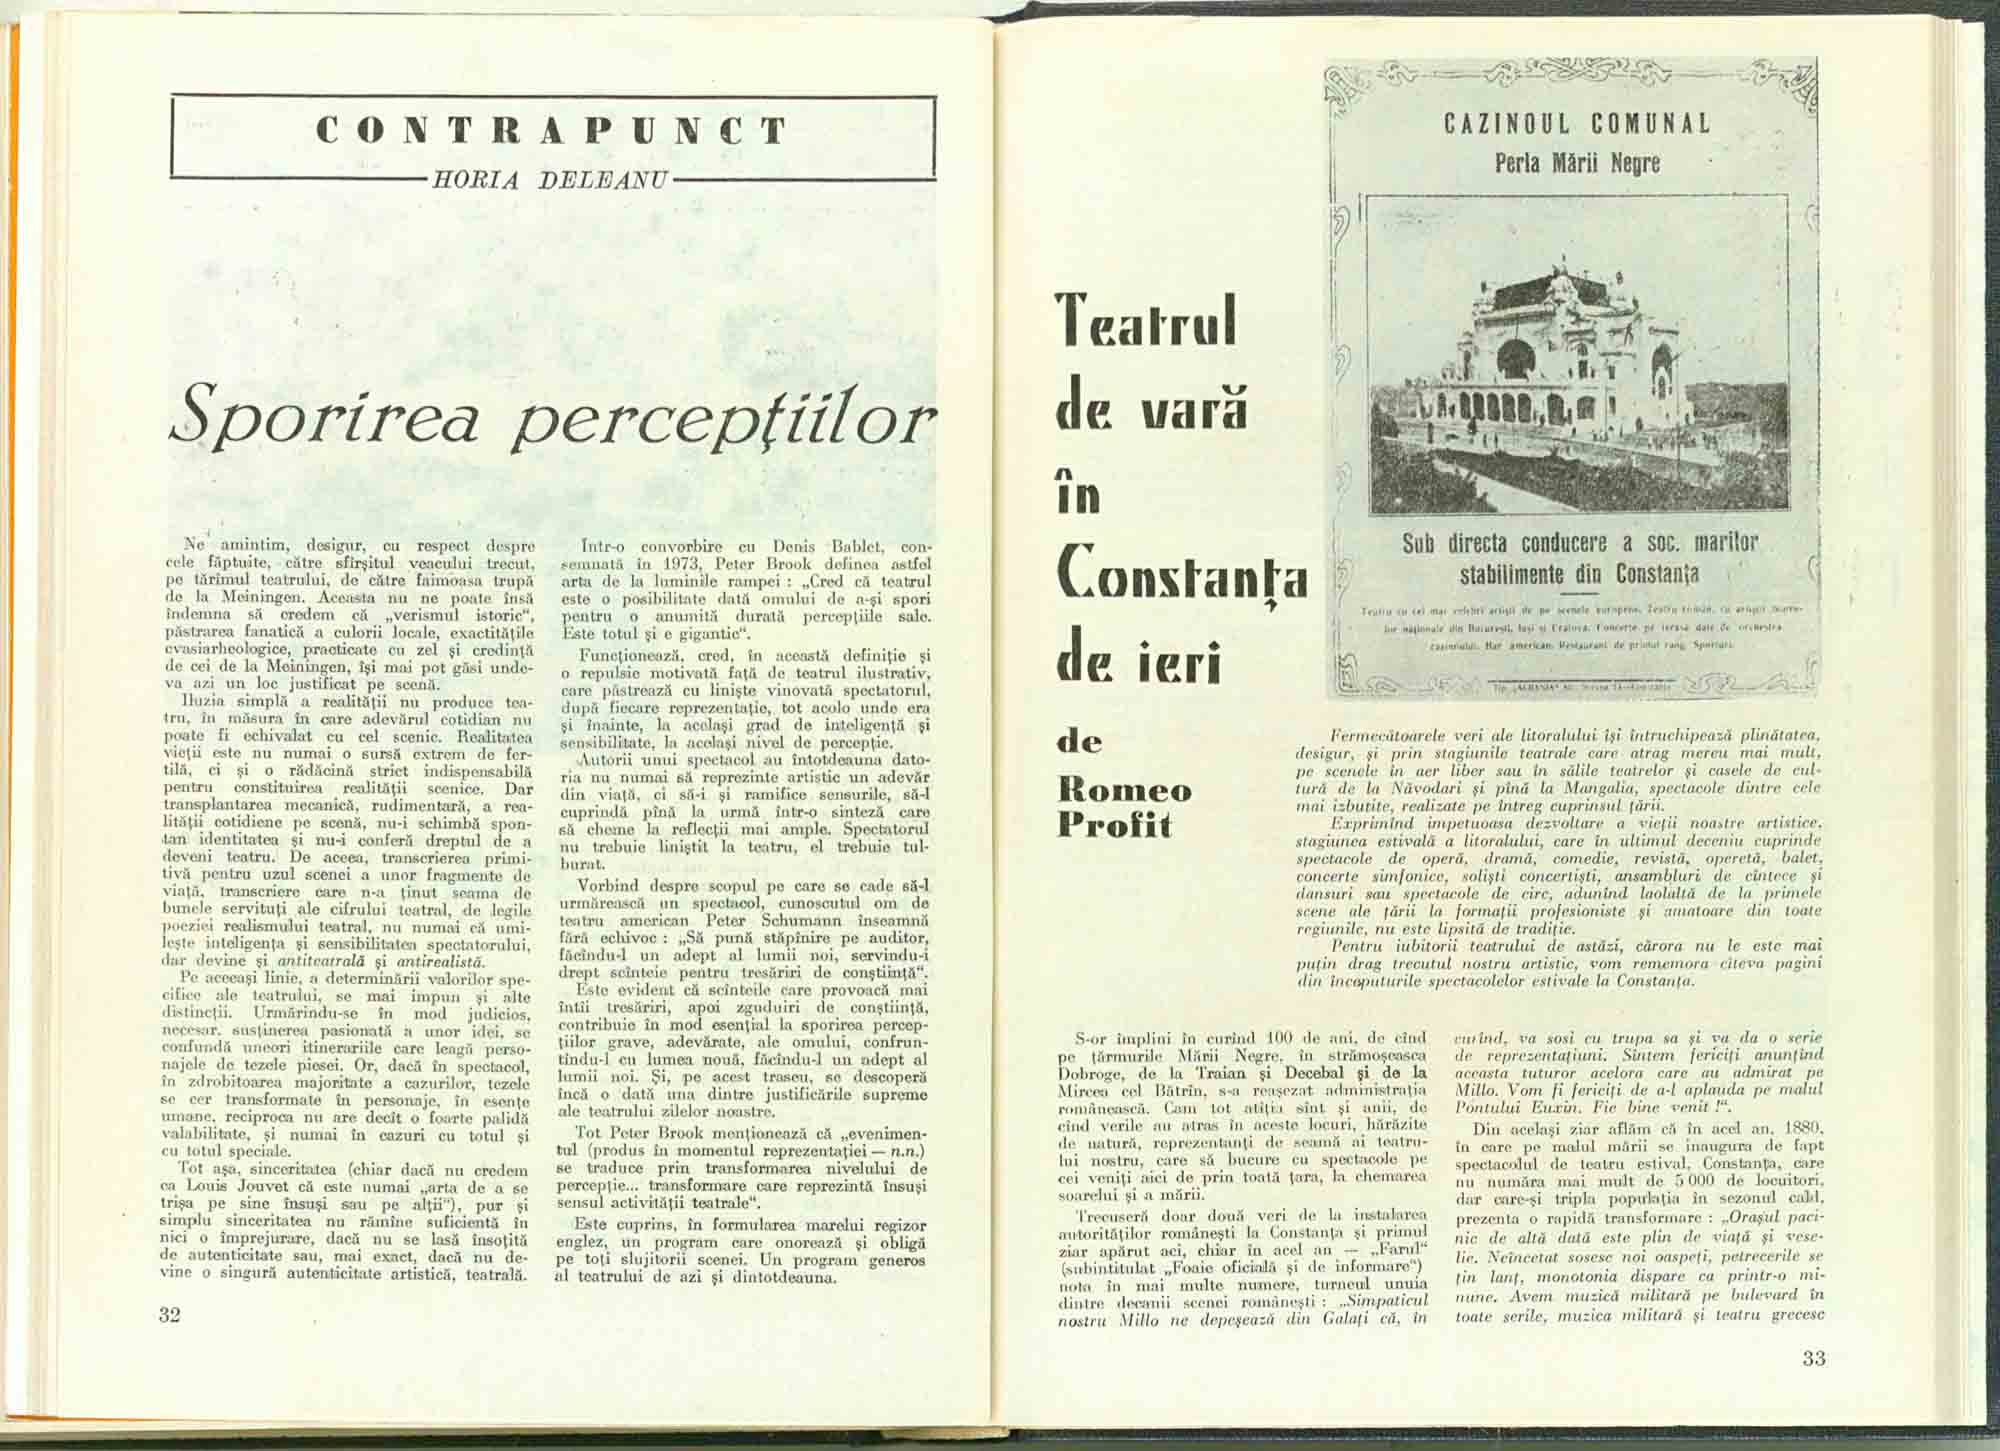 CONTRAPUNCT
HORIA DELEANU
Sporirea percepţiilor
Ne amintim, desigur, cu respect despre
cele făptuite, către sfîrşitul veacului trecut,
pe tărîmul teatrului, de către faimoasa trupă
de la Meiningen. Aceasta nu ne poate însă
îndemna să credem că „verismul istoric“,
păstrarea fanatică a culorii locale, exactităţile
cvasiarheologice, practicate cu zel şi credinţă
de cei de la Meiningen, îşi mai pot găsi unde-
va azi un loc justificat pe scenă.
Iluzia simplă a realităţii nu produce tea-
tru, în măsura în care adevărul cotidian nu
poate fi echivalat cu cel scenic. Realitatea
vieţii este nu numai o sursă extrem de fer-
tilă, ci şi o rădăcină strict indispensabilă
pentru constituirea realităţii scenice. Dar
transplantarea mecanică, rudimentară, a rea-
lităţii cotidiene pe scenă, nu-i schimbă spon-
tan identitatea şi nu-i conferă dreptul de a
deveni teatru. De aceea, transcrierea primi-
tivă pentru uzul scenei a unor fragmente de
viaţă, transcriere care n-a ţinut seama de
bunele servituţi ale cifrului teatral, de legile
poeziei realismului teatral, nu numai că umi-
leşte inteligenţa şi sensibilitatea spectatorului,
dar devine şi antiteatrală şi antirealistă.
Pe aceeaşi linie, a determinării valorilor spe-
cifice ale teatrului, se mai impun şi alte
distincţii. Urmărindu-se în mod judicios,
necesar, susţinerea pasionată a unor idei, se
confundă uneori itinerariile care leagă perso-
najele de tezele piesei. Or, dacă în spectacol,
în zdrobitoarea majoritate a cazurilor, tezele
se cer transformate în personaje, în esenţe
umane, reciproca nu are decît o foarte palidă
valabilitate, şi numai în cazuri cu totul şi
cu totul speciale.
Tot aşa, sinceritatea (chiar dacă nu credem
ca Louis Jouvet că este numai „arta de a se
trişa pe sine însuşi sau pe alţii“), pur şi
simplu sinceritatea nu rămîne suficientă în
nici o împrejurare, dacă nu se lasă însoţită
de autenticitate sau, mai exact, dacă nu de-
vine o singură autenticitate artistică, teatrală.
Într-o convorbire cu Denis Bablet, con-
semnată în 1973, Peter Brook definea astfel
arta de la luminile rampei : „Cred că teatrul
este o posibilitate dată omului de a-şi spori
pentru o anumită durată percepţiile sale.
Este totul şi e gigantic“.
Funcţionează, cred, în această definiţie şi
o repulsie motivată faţă de teatrul ilustrativ,
care păstrează cu linişte vinovată spectatorul,
după fiecare reprezentaţie, tot acolo unde era
şi înainte, la acelaşi grad de inteligenţă şi
sensibilitate, la acelaşi nivel de percepţie.
Autorii unui spectacol au întotdeauna dato-
ria nu numai să reprezinte artistic un adevăr
din viaţă, ci să-i şi ramifice sensurile, să-l
cuprindă pînă la urmă într-o sinteză care
să cheme la reflecţii mai ample. Spectatorul
nu trebuie liniştit la teatru, el trebuie tul-
burat.
Vorbind despre scopul pe care se cade să-l
urmărească un spectacol, cunoscutul om de
teatru american Peter Schumann însemnă
fără echivoc : „Să pună stăpînire pe auditor,
făcîndu-l un adept al lumii noi, servindu-i
drept scînteie pentru tresăriri de conştiinţă“.
Este evident că scînteile care provoacă mai
întîi tresăriri, apoi zguduiri de conştiinţă,
contribuie în mod esenţial la sporirea percep-
ţiilor grave, adevărate, ale omului, confrun-
tîndu-l cu lumea nouă, făcîndu-l un adept al
lumii noi. Şi, pe acest traseu, se descoperă
încă o dată una dintre justificările supreme
ale teatrului zilelor noastre.
Tot Peter Brook menţionează că „evenimen-
tul (produs în momentul reprezentaţiei — n.n.)
se traduce prin transformarea nivelului de
percepţie... transformare care reprezintă însuşi
sensul activităţii teatrale“.
Este cuprins, în formularea marelui regizor
englez, un program care onorează şi obligă
pe toţi slujitorii scenei. Un program generos
al teatrului de azi şi dintotdeauna.
32
Teatrul
de vară
în
Constanţa
de ieri
de
Romeo
Profit
CAZINOUL COMUNAL
Perla Mării Negre
Sub directa conducere a soc. marilor
stabilimente din Constanţa
Teatru cu cei mai celebri artişti de pe scenele europene. Teatru român, cu artiştii teatre-
lor naţionale din Bucureşti, Iaşi şi Craiova. Concerte pe terasă date de orchestra
cazinoului. Bar american. Restaurant de primul rang. Sporturi.
Fermecătoarele veri ale litoralului îşi întruchipează plinătatea,
desigur, şi prin stagiunile teatrale care atrag mereu mai mult,
pe scenele în aer liber sau în sălile teatrelor şi casele de cul-
tură de la Năvodari şi pînă la Mangalia, spectacole dintre cele
mai izbutite, realizate pe întreg cuprinsul ţării.
Exprimînd impetuoasa dezvoltare a vieţii noastre artistice,
stagiunea estivală a litoralului, care în ultimul deceniu cuprinde
spectacole de operă, dramă, comedie, revistă, operetă, balet,
concerte simfonice, solişti concertişti, ansambluri de cîntece şi
dansuri sau spectacole de circ, adunînd laolaltă de la primele
scene ale ţării la formaţii profesioniste şi amatoare din toate
regiunile, nu este lipsită de tradiţie.
Pentru iubitorii teatrului de astăzi, cărora nu le este mai
puţin drag trecutul nostru artistic, vom rememora cîteva pagini
din începuturile spectacolelor estivale la Constanţa.
S-or împlini în curînd 100 de ani, de cînd
pe ţărmurile Mării Negre, în strămoşeasca
Dobroge, de la Traian şi Decebal şi de la
Mircea cel Bătrîn, s-a reaşezat administraţia
românească. Cam tot atîţia sînt şi anii, de
cînd verile au atras în aceste locuri, hărăzite
de natură, reprezentanţi de seamă ai teatru-
lui nostru, care să bucure cu spectacole pe
cei veniţi aici de prin toată ţara, la chemarea
soarelui şi a mării.
Trecuseră doar două veri de la instalarea
autorităţilor româneşti la Constanţa şi primul
ziar apărut aci, chiar în acel an — „Farul“
(subintitulat „Foaie oficială şi de informare“)
nota în mai multe numere, turneul unuia
dintre decanii scenei româneşti : „Simpaticul
nostru Millo ne depeşează din Galaţi că, în
curînd, va sosi cu trupa sa şi va da o serie
de reprezentaţiuni. Sîntem fericiţi anunţînd
aceasta tuturor acelora care au admirat pe
Millo. Vom fi fericiţi de a-l aplauda pe malul
Pontului Euxin. Fie bine venit !“.
Din acelaşi ziar aflăm că în acel an, 1880,
în care pe malul mării se inaugura de fapt
spectacolul de teatru estival, Constanţa, care
nu număra mai mult de 5 000 de locuitori,
dar care-şi tripla populaţia în sezonul cald,
prezenta o rapidă transformare : „Oraşul paci-
nic de altă dată este plin de viaţă şi vese-
lie. Neîncetat sosesc noi oaspeţi, petrecerile se
ţin lanţ, monotonia dispare ca printr-o mi-
nune. Avem muzică militară pe bulevard în
toate serile, muzica militară şi teatru grecesc
33